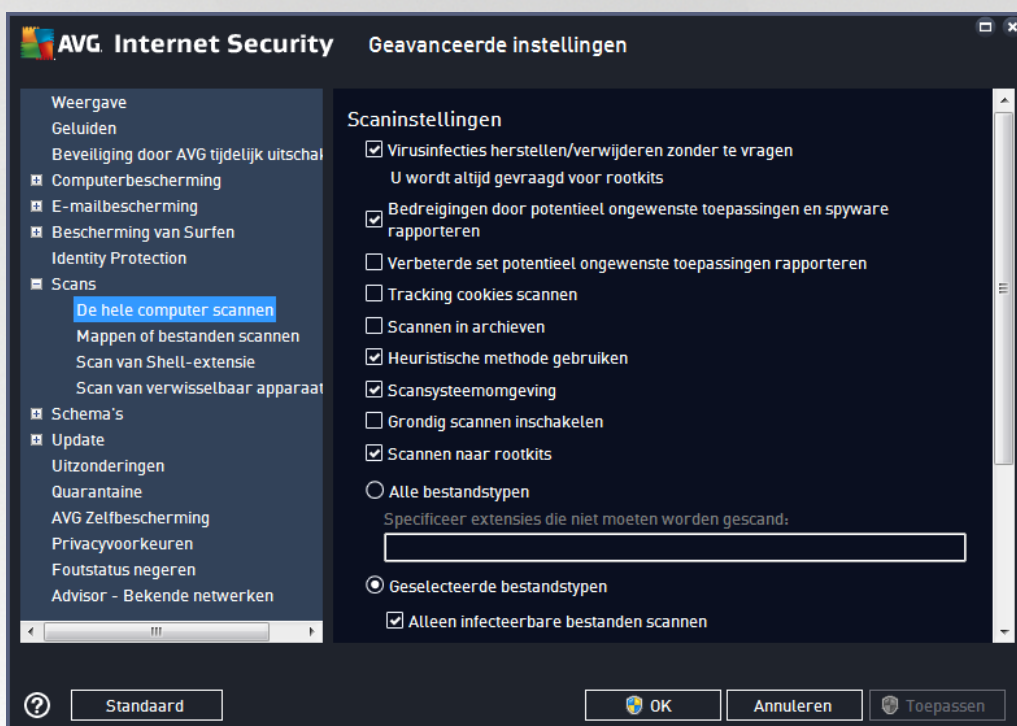 AVG. Internet Security Geavanceerde instellingen
Weergave
Geluiden
Beveiliging door AVG tijdelijk uitschak
Computerbescherming
E-mailbescherming
Bescherming van Surfen
Identity Protection
Scans
De hele computer scannen
Mappen of bestanden scannen
Scan van Shell-extensie
Scan van verwisselbaar apparaat
Schema's
Update
Uitzonderingen
Quarantaine
AVG Zelfbescherming
Privacyvoorkeuren
Foutstatus negeren
Advisor - Bekende netwerken
Scaninstellingen
Virusinfecties herstellen/verwijderen zonder te vragen
U wordt altijd gevraagd voor rootkits
Bedreigingen door potentieel ongewenste toepassingen en spyware
rapporteren
Verbeterde set potentieel ongewenste toepassingen rapporteren
Tracking cookies scannen
Scannen in archieven
Heuristische methode gebruiken
Scansysteemomgeving
Grondig scannen inschakelen
Scannen naar rootkits
Alle bestandstypen
Specificeer extensies die niet moeten worden gescand:
Geselecteerde bestandstypen
Alleen infecteerbare bestanden scannen
? Standaard OK Annuleren Toepassen